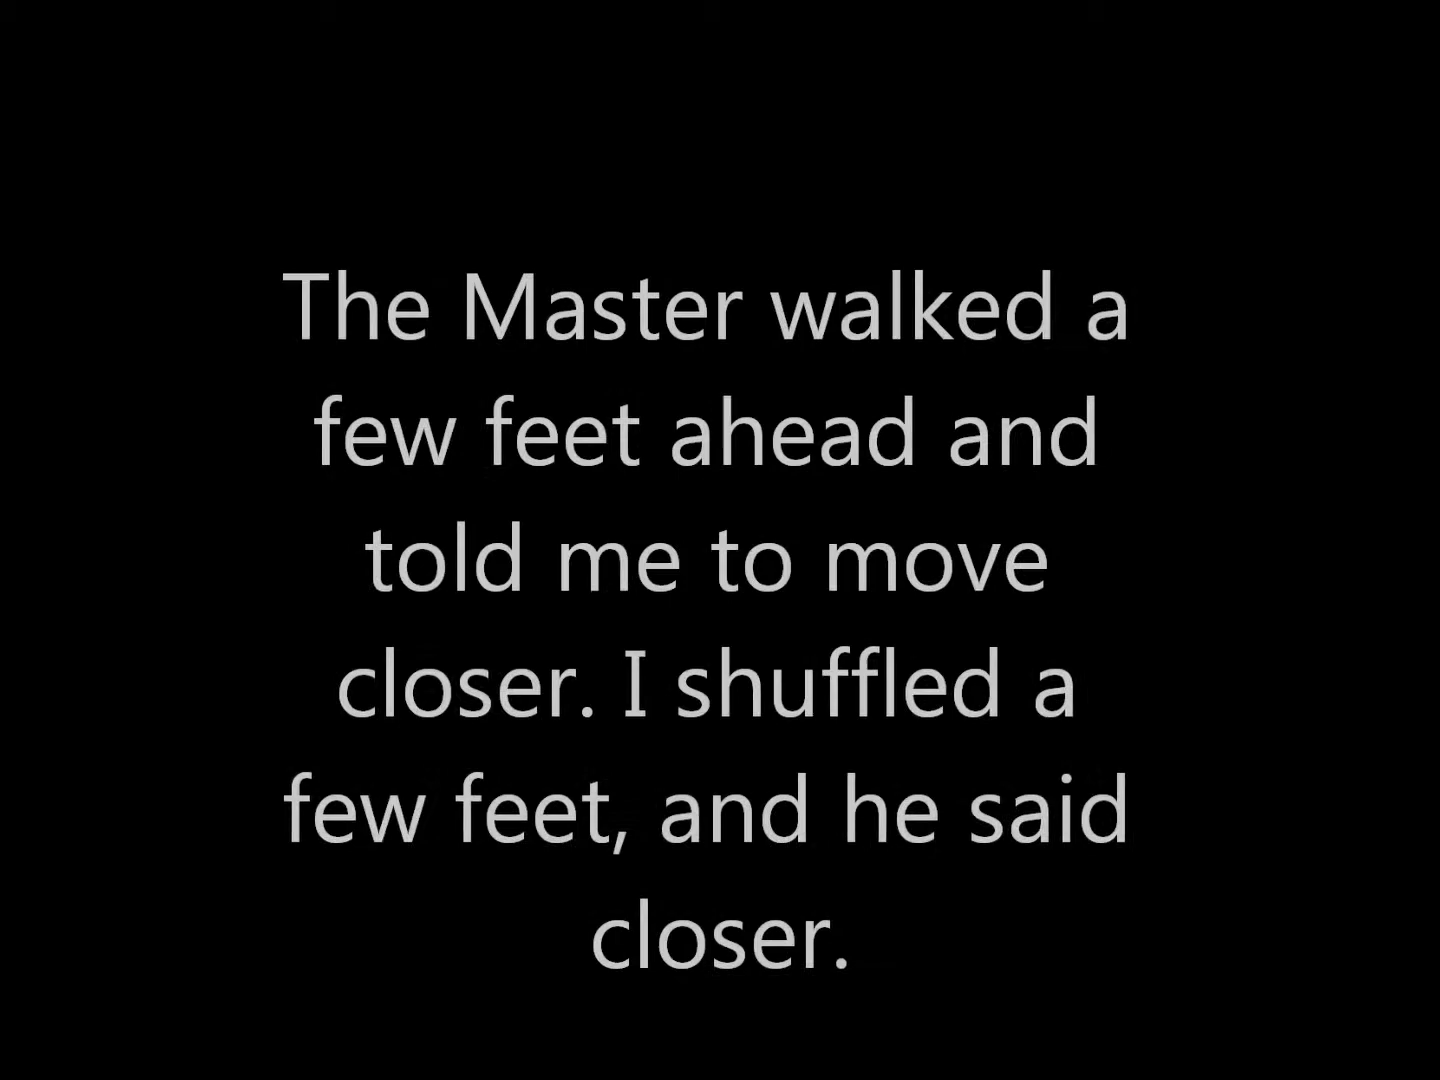 The Master walked a
few feet ahead and
told me to move
closer. I shuffled a
few feet, and he said
closer.